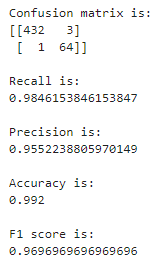 Confusion matrix is:
[[432   3]
 [  1  64]]
Recall is:
0.9846153846153847
Precision is:
0.9552238805970149
Accuracy is:
0.992
F1 score is:
0.9696969696969696